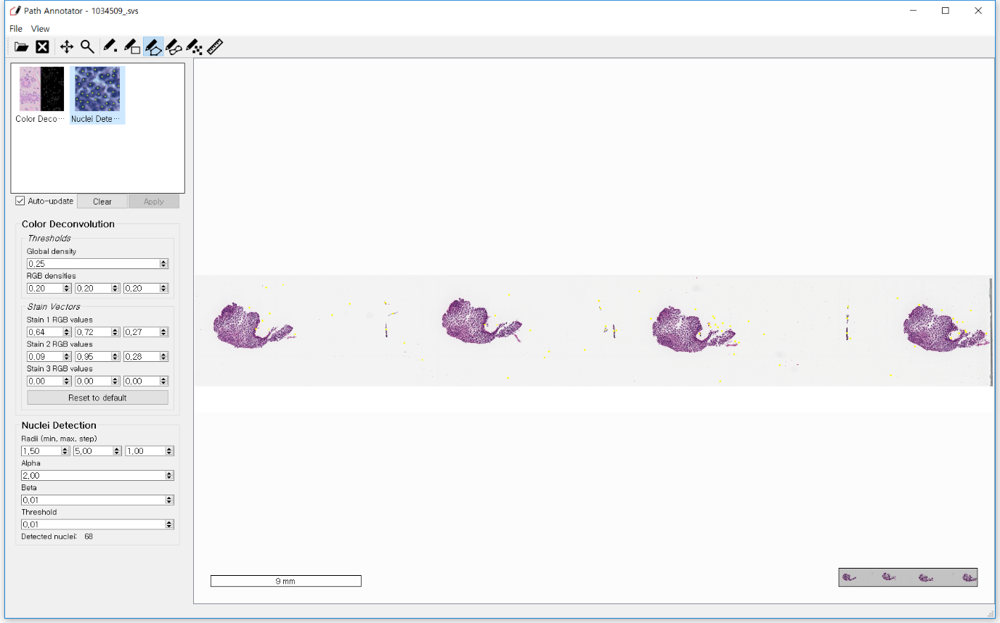 Path Annotator - 1034509_.svs
File View
Color Deco··· Nuclei Dete···
Auto-update Clear Apply
Color Deconvolution
Thresholds
Global density
0,25
RGB densities
0,20 0,20 0,20
Stain Vectors
Stain 1 RGB values
0,64 0,72 0,27
Stain 2 RGB values
0,09 0,95 0,28
Stain 3 RGB values
0,00 0,00 0,00
Reset to default
Nuclei Detection
Radii (min, max, step)
1,50 5,00 1,00
Alpha
2,00
Beta
0,01
Threshold
0,01
Detected nuclei: 68
9 mm